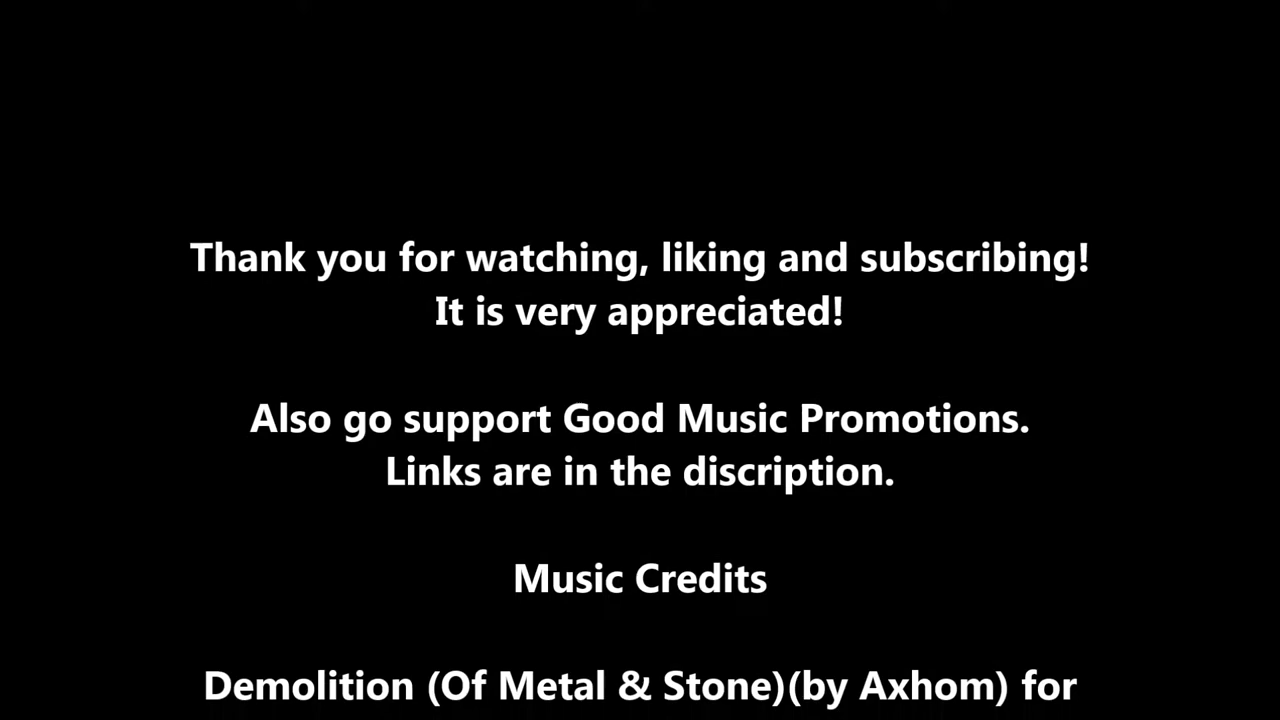 Thank you for watching, liking and subscribing!
It is very appreciated!
Also go support Good Music Promotions.
Links are in the discription.
Music Credits
Demolition (Of Metal & Stone)(by Axhom) for